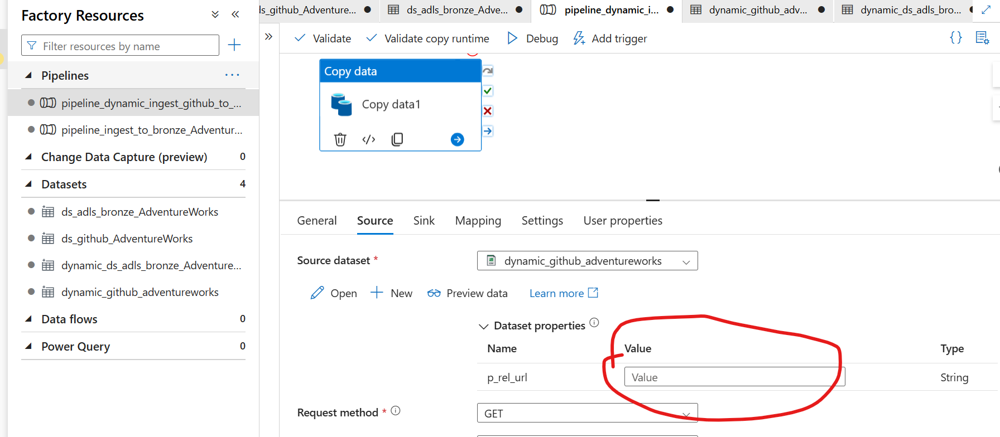 Factory Resources
Filter resources by name
Pipelines
pipeline_dynamic_ingest_github_to_...
pipeline_ingest_to_bronze_Adventur...
Change Data Capture (preview) 0
Datasets 4
ds_adls_bronze_AdventureWorks
ds_github_AdventureWorks
dynamic_ds_adls_bronze_Adventure...
dynamic_github_adventureworks
Data flows 0
Power Query 0
ds_github_Adventure... ds_adls_bronze_Adve... pipeline_dynamic_i... dynamic_github_adv... dynamic_ds_adls_bro...
Validate Validate copy runtime Debug Add trigger
Copy data
Copy data1
General Source Sink Mapping Settings User properties
Source dataset * dynamic_github_adventureworks
Open New Preview data Learn more
Dataset properties
Name Value Type
p_rel_url Value String
Request method * GET